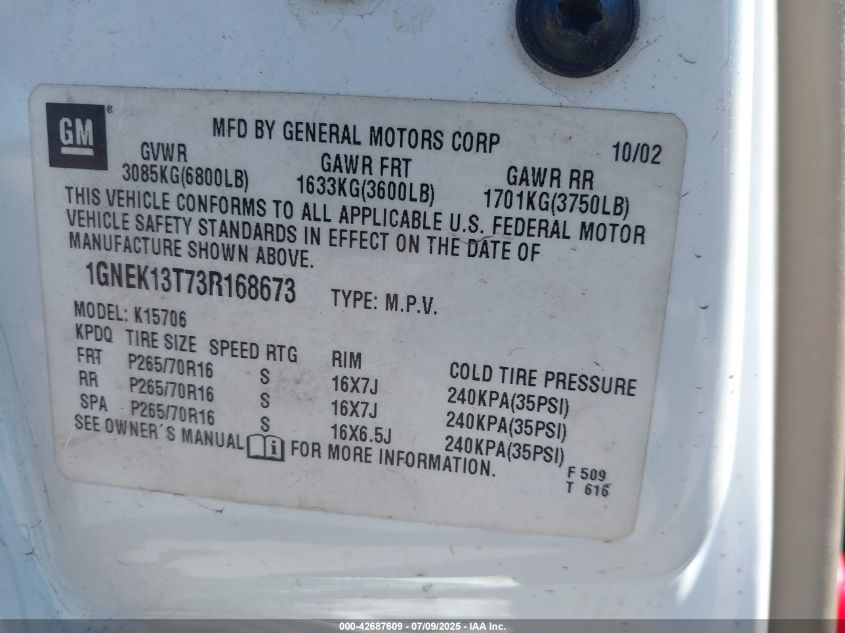 GM
MFD BY GENERAL MOTORS CORP 10/02
GVWR GAWR FRT GAWR RR
3085KG(6800LB) 1633KG(3600LB) 1701KG(3750LB)
THIS VEHICLE CONFORMS TO ALL APPLICABLE U.S. FEDERAL MOTOR
VEHICLE SAFETY STANDARDS IN EFFECT ON THE DATE OF
MANUFACTURE SHOWN ABOVE.
1GNEK13T73R168673 TYPE: M.P.V.
MODEL: K15706
KPDQ TIRE SIZE SPEED RTG RIM COLD TIRE PRESSURE
FRT P265/70R16 S 16X7J 240KPA(35PSI)
RR P265/70R16 S 16X7J 240KPA(35PSI)
SPA P265/70R16 S 16X6.5J 240KPA(35PSI)
SEE OWNER´S MANUAL FOR MORE INFORMATION.
F 509
T 616
000-42687609 - 07/09/2025 - IAA Inc.